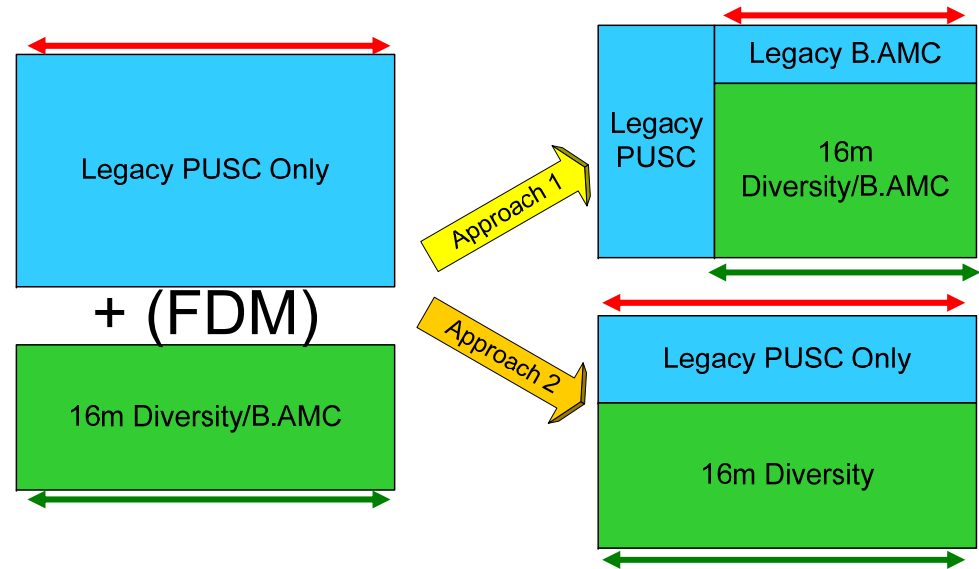 Legacy PUSC Only
+ (FDM)
16m Diversity/B.AMC
Approach 1
Approach 2
Legacy
PUSC
Legacy B.AMC
16m
Diversity/B.AMC
Legacy PUSC Only
16m Diversity